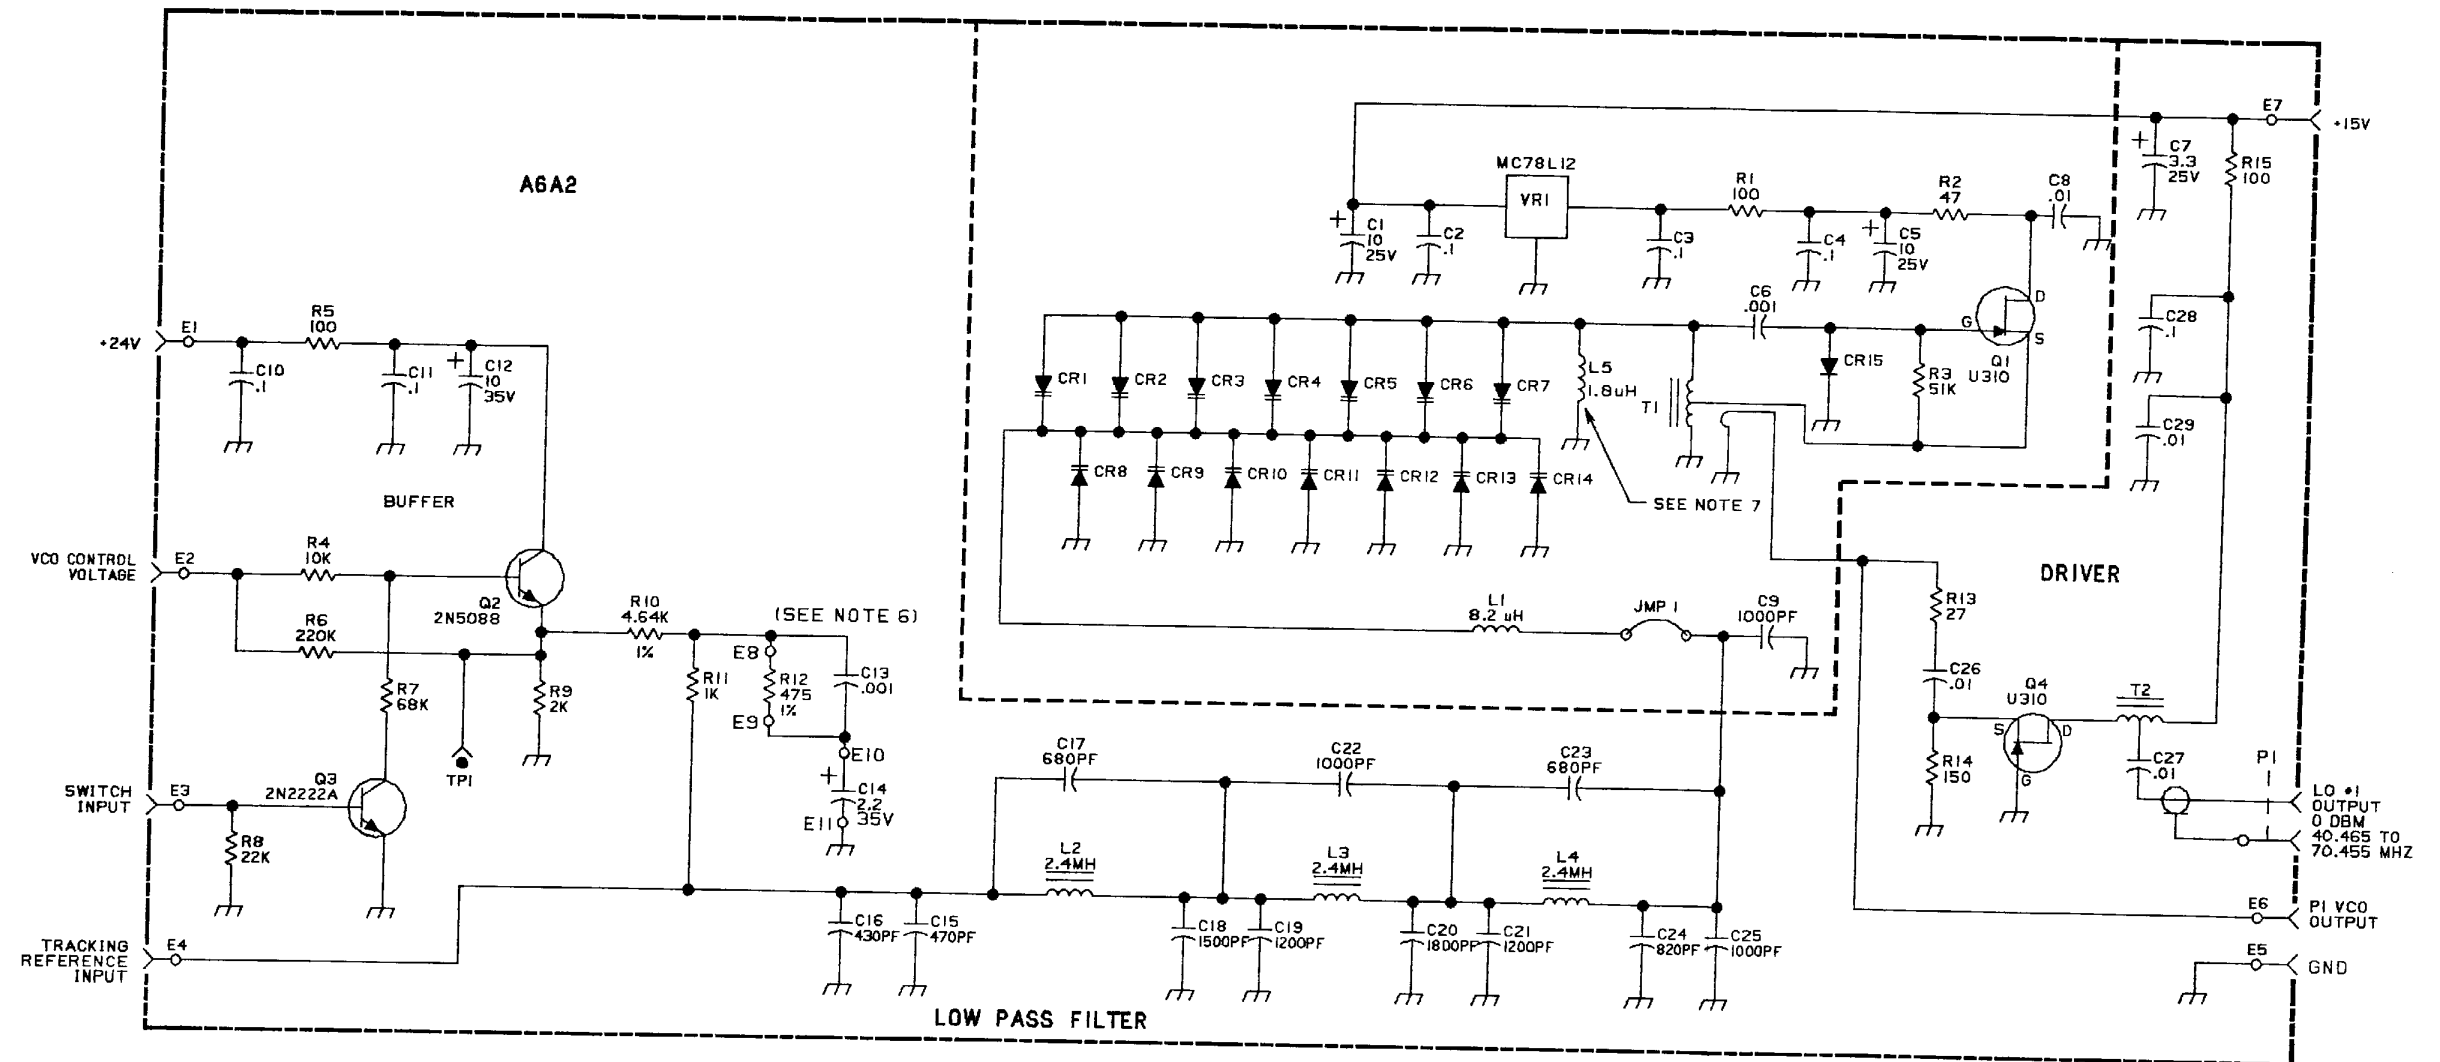 A6A2
+24V
E1
R5
100
C10
.1
C11
.1
+
C12
10
35V
BUFFER
VCO CONTROL
VOLTAGE
E2
R4
10K
Q2
2N5088
R6
220K
R7
68K
R9
2K
TP1
R10
4.64K
1%
R11
1K
(SEE NOTE 6)
E8
R12
475
1%
E9
C13
.001
E10
+
C14
2.2
35V
E11
SWITCH
INPUT
E3
Q3
2N2222A
R8
22K
TRACKING
REFERENCE
INPUT
E4
C16
430PF
C15
470PF
C17
680PF
L2
2.4MH
C18
1500PF
C19
1200PF
C22
1000PF
L3
2.4MH
C20
1800PF
C21
1200PF
C23
680PF
L4
2.4MH
C24
820PF
C25
1000PF
LOW PASS FILTER
+
C1
10
25V
C2
.1
MC78L12
VR1
C3
.1
R1
100
C4
.1
+
C5
10
25V
R2
47
C8
.01
D
G
S
Q1
U310
C6
.001
CR15
R3
51K
CR1
CR2
CR3
CR4
CR5
CR6
CR7
L5
1.8uH
T1
CR8
CR9
CR10
CR11
CR12
CR13
CR14
SEE NOTE 7
L1
8.2 uH
JMP 1
C9
1000PF
E7
+15V
+
C7
3.3
25V
R15
100
C28
.1
C29
.01
DRIVER
R13
27
C26
.01
R14
150
Q4
U310
S
D
G
T2
C27
.01
P1
LO #1
OUTPUT
0 DBM
40.465 TO
70.455 MHZ
E6
P1 VCO
OUTPUT
E5
GND